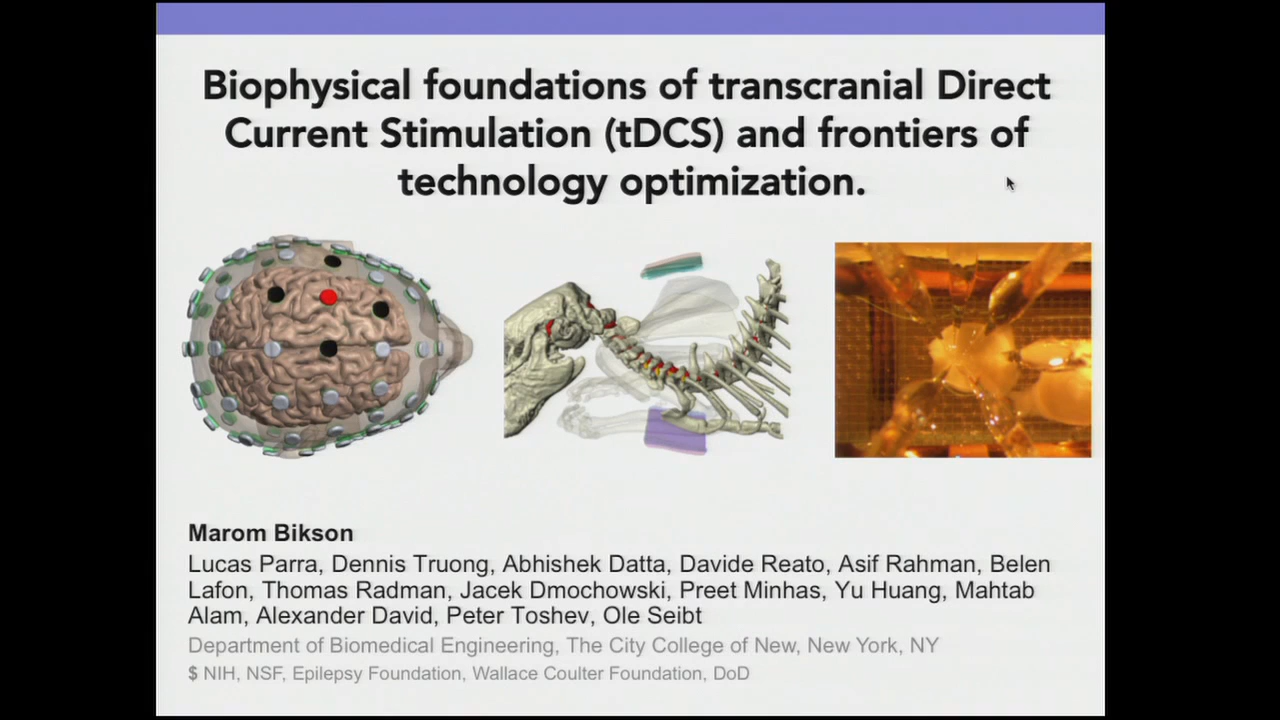 Biophysical foundations of transcranial Direct
Current Stimulation (tDCS) and frontiers of
technology optimization.
Marom Bikson
Lucas Parra, Dennis Truong, Abhishek Datta, Davide Reato, Asif Rahman, Belen
Lafon, Thomas Radman, Jacek Dmochowski, Preet Minhas, Yu Huang, Mahtab
Alam, Alexander David, Peter Toshev, Ole Seibt
Department of Biomedical Engineering, The City College of New, New York, NY
$ NIH, NSF, Epilepsy Foundation, Wallace Coulter Foundation, DoD